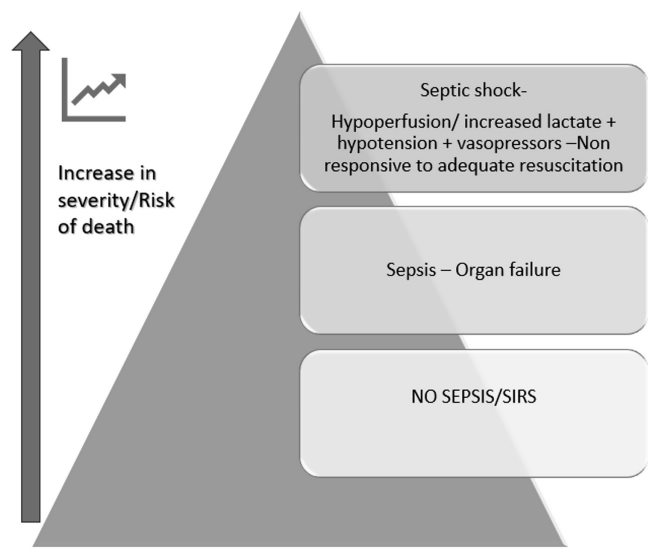 Septic shock-
Hypoperfusion/ increased lactate +
hypotension + vasopressors –Non
responsive to adequate resuscitation
Increase in
severity/Risk
of death
Sepsis – Organ failure
NO SEPSIS/SIRS